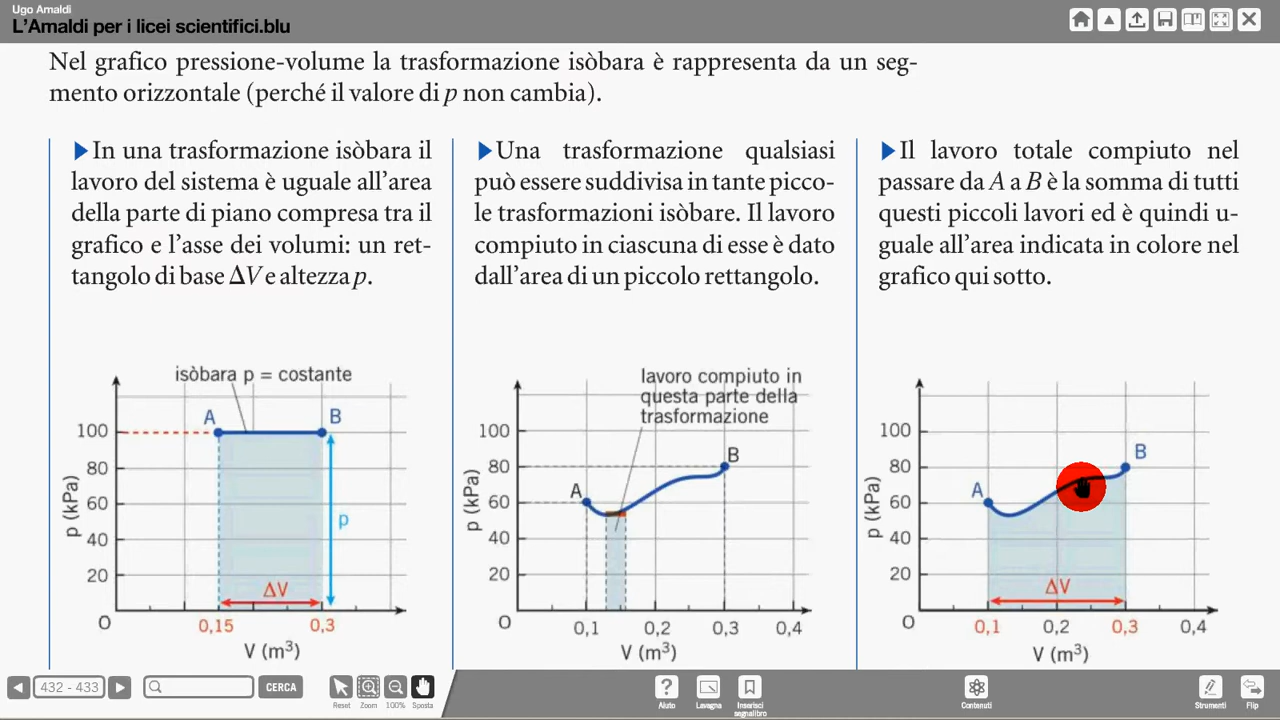 Ugo Amaldi
L'Amaldi per i licei scientifici.blu
Nel grafico pressione-volume la trasformazione isòbara è rappresenta da un seg-
mento orizzontale (perché il valore di p non cambia).
▶In una trasformazione isòbara il
lavoro del sistema è uguale all'area
della parte di piano compresa tra il
grafico e l'asse dei volumi: un ret-
tangolo di base ΔV e altezza p.
isòbara p = costante
A
B
100
80
60
40
20
p (kPa)
p
ΔV
O
0,15
0,3
V (m³)
▶Una trasformazione qualsiasi
può essere suddivisa in tante picco-
le trasformazioni isòbare. Il lavoro
compiuto in ciascuna di esse è dato
dall'area di un piccolo rettangolo.
lavoro compiuto in
questa parte della
trasformazione
100
80
60
40
20
p (kPa)
A
B
O
0,1
0,2
0,3
0,4
V (m³)
▶Il lavoro totale compiuto nel
passare da A a B è la somma di tutti
questi piccoli lavori ed è quindi u-
guale all'area indicata in colore nel
grafico qui sotto.
100
80
60
40
20
p (kPa)
A
B
ΔV
O
0,1
0,2
0,3
0,4
V (m³)
432 - 433
CERCA
Reset
Zoom
100%
Sposta
?
Aiuto
Lavagna
Inserisci
segnalibro
Contenuti
Strumenti
Flip